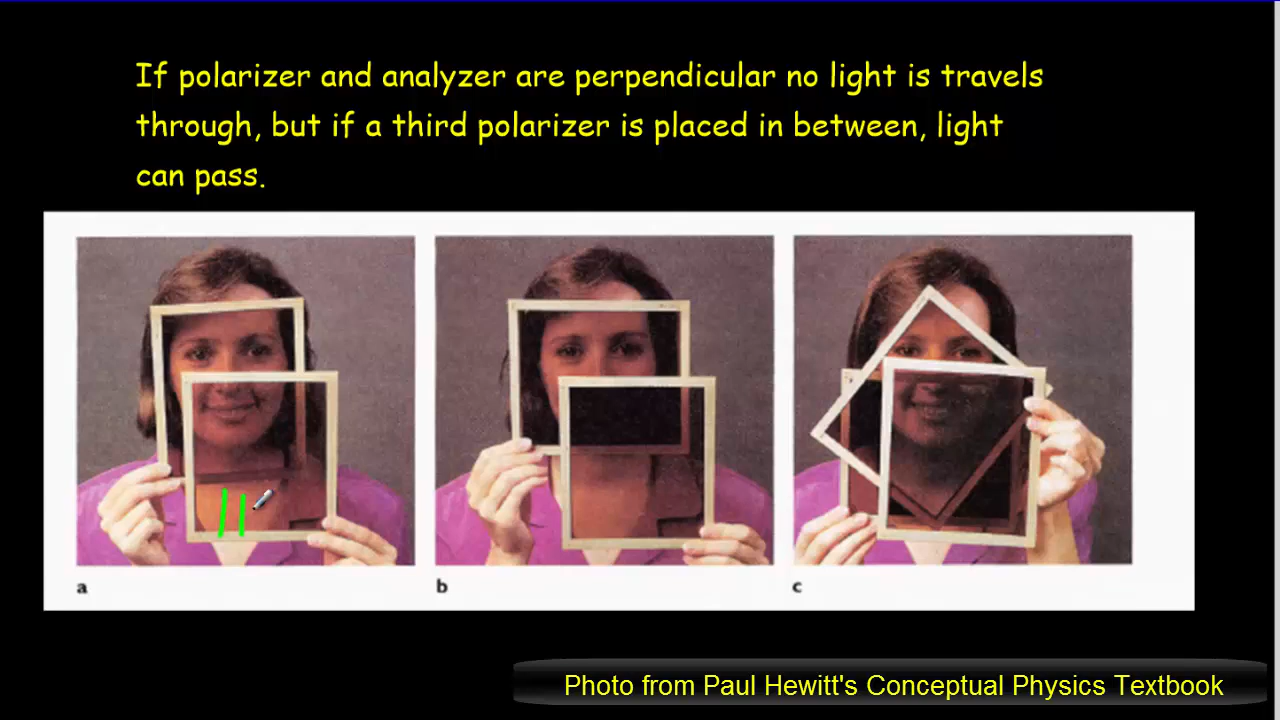 If polarizer and analyzer are perpendicular no light is travels
through, but if a third polarizer is placed in between, light
can pass.
a
b
c
Photo from Paul Hewitt's Conceptual Physics Textbook